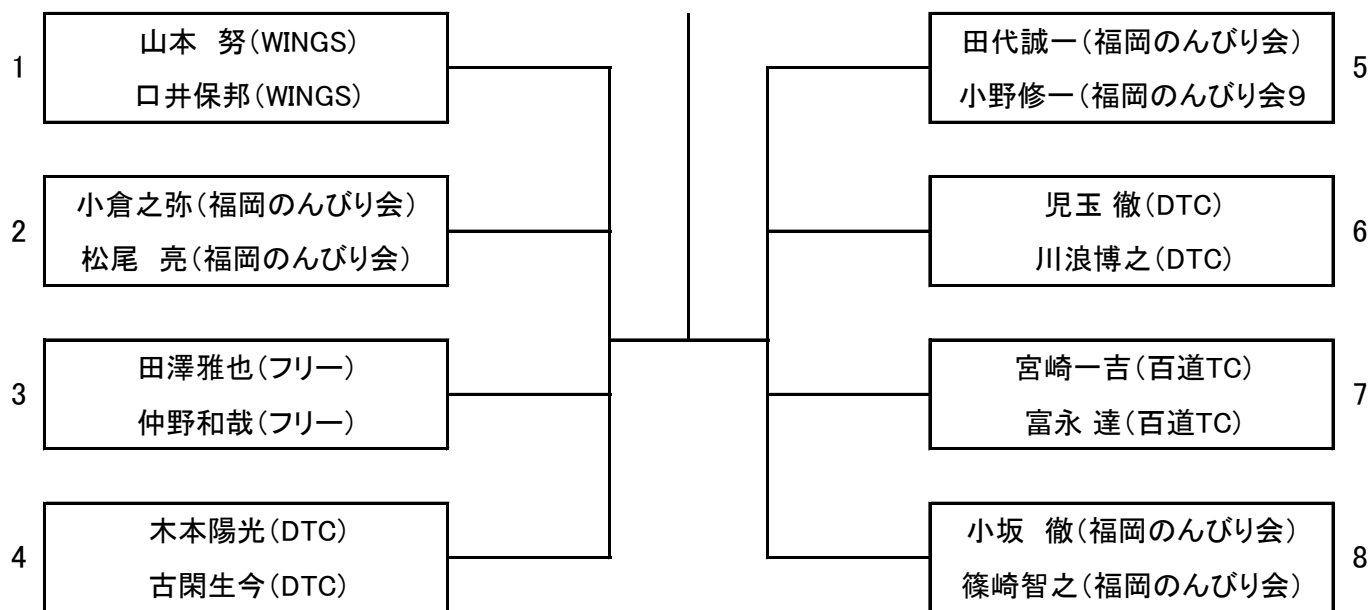 1
山本　努(WINGS)
口井保邦(WINGS)
2
小倉之弥(福岡のんびり会)
松尾　亮(福岡のんびり会)
3
田澤雅也(フリー)
仲野和哉(フリー)
4
木本陽光(DTC)
古閑生今(DTC)
田代誠一(福岡のんびり会)
小野修一(福岡のんびり会9
5
児玉 徹(DTC)
川浪博之(DTC)
6
宮崎一吉(百道TC)
富永 達(百道TC)
7
小坂　徹(福岡のんびり会)
篠崎智之(福岡のんびり会)
8